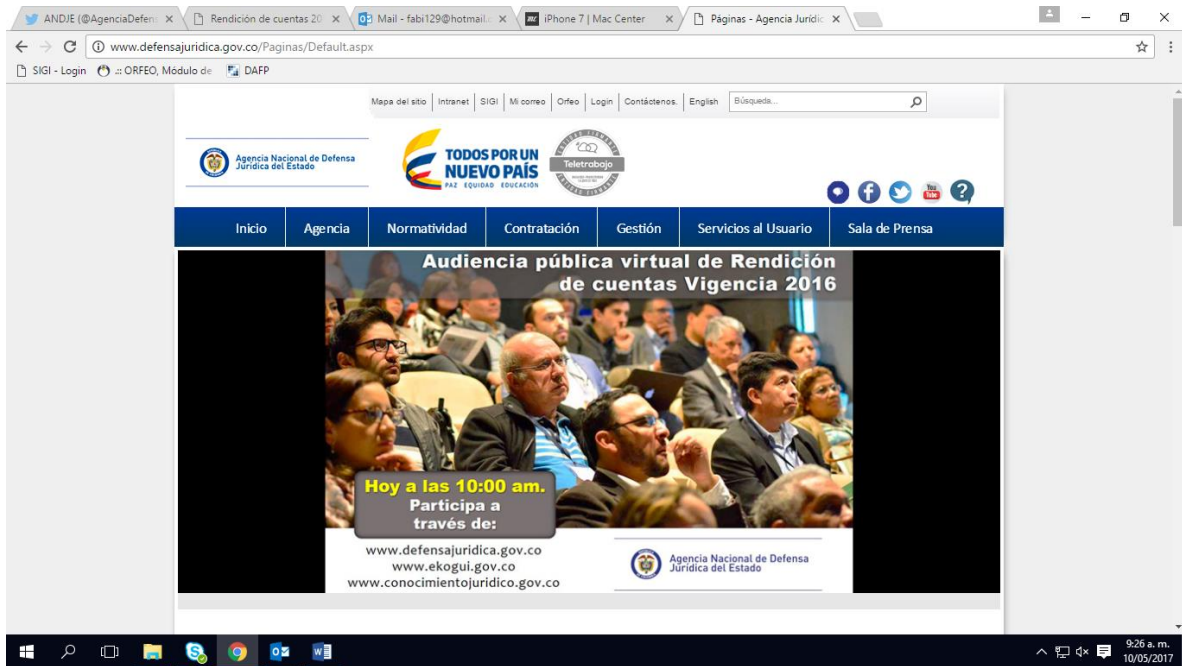 ANDJE (@AgenciaDefens
Rendición de cuentas 20
Mail - fabi129@hotmail.c
iPhone 7 | Mac Center
Páginas - Agencia Jurídic
www.defensajuridica.gov.co/Paginas/Default.aspx
SIGI - Login
.:: ORFEO, Módulo de
DAFP
Mapa del sitio | Intranet | SIGI | Mi correo | Orfeo | Login | Contáctenos. | English
Búsqueda...
Agencia Nacional de Defensa
Jurídica del Estado
TODOS POR UN
NUEVO PAÍS
PAZ EQUIDAD EDUCACIÓN
Teletrabajo
You
Tube
Inicio
Agencia
Normatividad
Contratación
Gestión
Servicios al Usuario
Sala de Prensa
Audiencia pública virtual de Rendición
de cuentas Vigencia 2016
Hoy a las 10:00 am.
Participa a
través de:
www.defensajuridica.gov.co
www.ekogui.gov.co
www.conocimientojuridico.gov.co
Agencia Nacional de Defensa
Jurídica del Estado
9:26 a. m.
10/05/2017